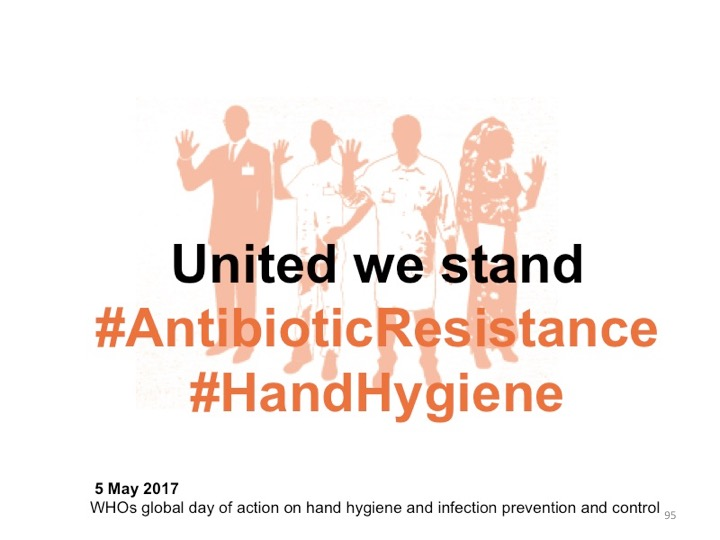 United we stand
#AntibioticResistance
#HandHygiene
5 May 2017
WHOs global day of action on hand hygiene and infection prevention and control
95